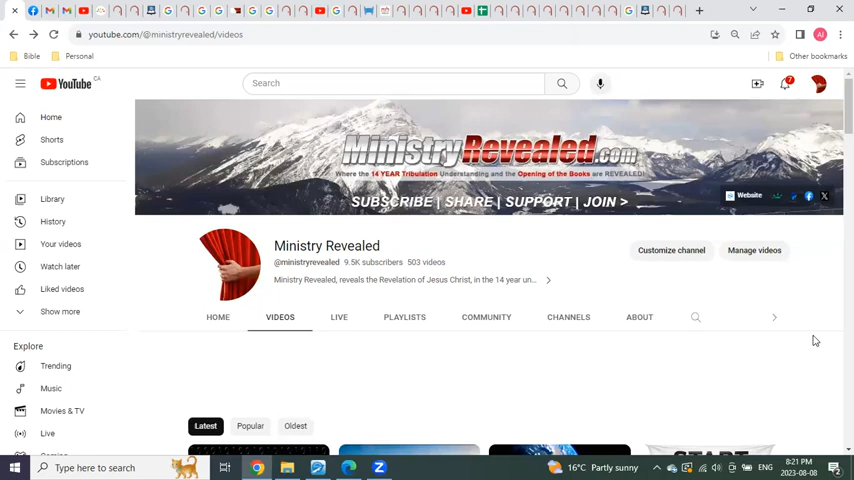 youtube.com/@ministryrevealed/videos
AI
Bible
Personal
Other bookmarks
YouTube CA
Search
7
MinistryRevealed.com
Where the 14 YEAR Tribulation Understanding and the Opening of the Books are REVEALED!
SUBSCRIBE | SHARE | SUPPORT | JOIN >
Website
Home
Shorts
Subscriptions
Library
History
Your videos
Watch later
Liked videos
Show more
Explore
Trending
Music
Movies & TV
Live
Ministry Revealed
@ministryrevealed 9.5K subscribers 503 videos
Ministry Revealed, reveals the Revelation of Jesus Christ, in the 14 year un...
Customize channel
Manage videos
HOME VIDEOS LIVE PLAYLISTS COMMUNITY CHANNELS ABOUT
Latest Popular Oldest
START
Type here to search
16°C Partly sunny
ENG
8:21 PM
2023-08-08
2